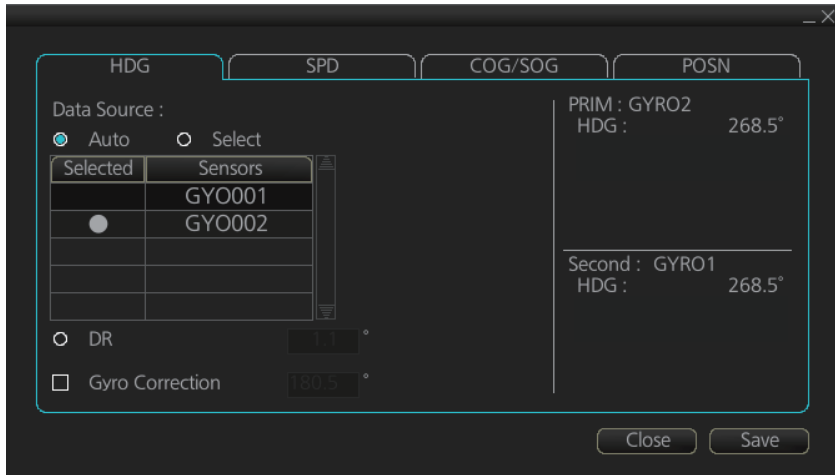 HDG SPD COG/SOG POSN
Data Source :
Auto Select
Selected Sensors
GYO001
GYO002
DR 1.1 °
Gyro Correction 180.5 °
PRIM : GYRO2
HDG : 268.5°
Second : GYRO1
HDG : 268.5°
Close Save